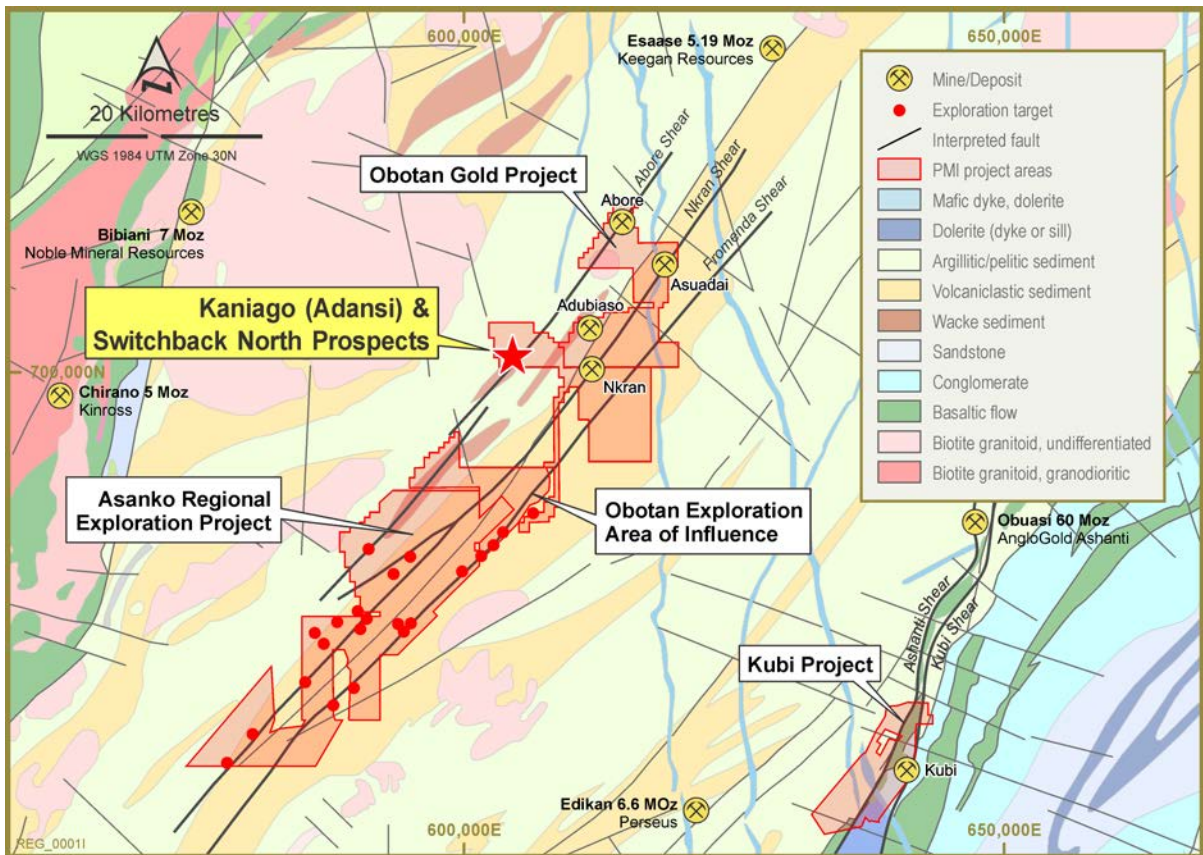 600,000E
650,000E
Esaase 5.19 Moz
Keegan Resources
N
20 Kilometres
WGS 1984 UTM Zone 30N
Mine/Deposit
Exploration target
Interpreted fault
PMI project areas
Mafic dyke, dolerite
Dolerite (dyke or sill)
Argillitic/pelitic sediment
Volcaniclastic sediment
Wacke sediment
Sandstone
Conglomerate
Basaltic flow
Biotite granitoid, undifferentiated
Biotite granitoid, granodioritic
Obotan Gold Project
Abore Shear
Nkran Shear
Fromenda Shear
Abore
Bibiani 7 Moz
Noble Mineral Resources
Asuadai
Kaniago (Adansi) &
Switchback North Prospects
Adubiaso
Nkran
700,000N
Chirano 5 Moz
Kinross
Asanko Regional
Exploration Project
Obotan Exploration
Area of Influence
Obuasi 60 Moz
AngloGold Ashanti
Ashanti Shear
Kubi Shear
Kubi Project
Kubi
Edikan 6.6 MOz
Perseus
600,000E
650,000E
REG_0001I